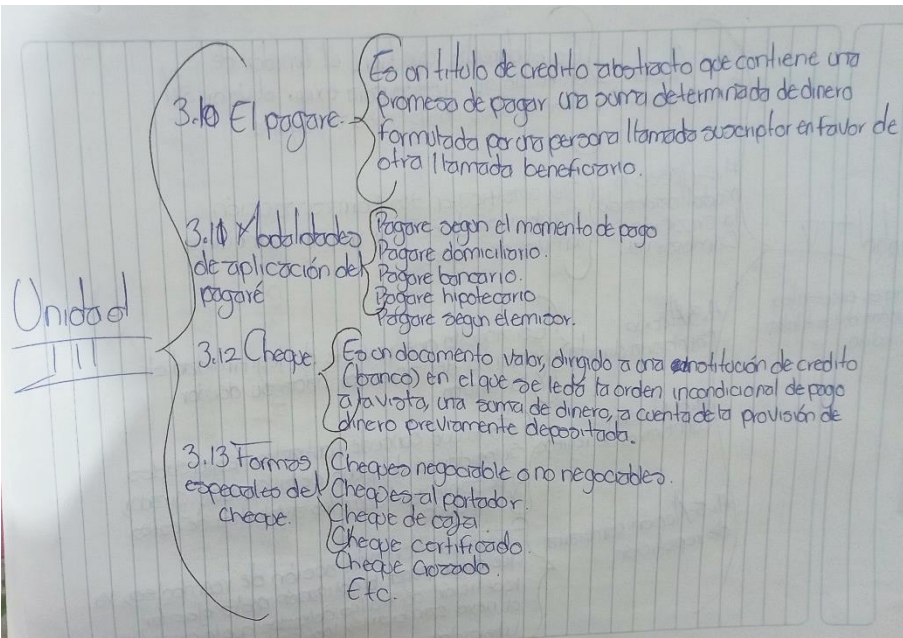 Unidad
III
3.10 El pagare.
Es un titulo de credito abstracto que contiene una
promesa de pagar una suma determinada de dinero
formulada por una persona llamada suscriptor en favor de
otra llamada beneficiario.
3.10 Modalidades
de aplicación del
pagaré
Pagare segun el momento de pago
Pagare domiciliario.
Pagare bancario.
Pagare hipotecario
Pagare segun el emisor.
3.12 Cheque
Es un documento valor, dirigido a una institución de credito
(banco) en el que se le da la orden incondicional de pago
a la vista, una suma de dinero, a cuenta de la provisión de
dinero previamente depositada.
3.13 Formas
especiales del
cheque.
Cheques negociable o no negociables.
Cheques al portador.
Cheque de caja.
Cheque certificado.
Cheque cruzado.
Etc.